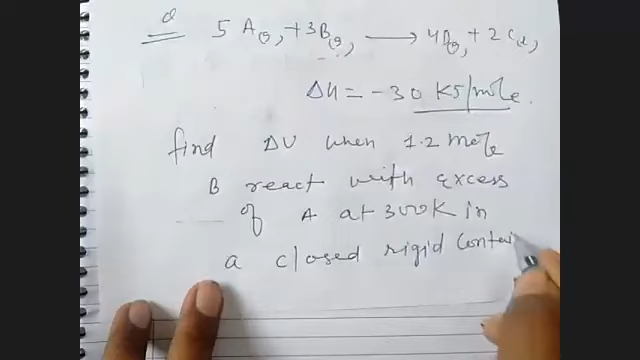 Q 5 A(g) + 3B(g) ⟶ 4D(g) + 2C(l)
ΔH = -30 KJ/mole.
find ΔU when 1.2 mole
B react with excess
of A at 300K in
a closed rigid contai